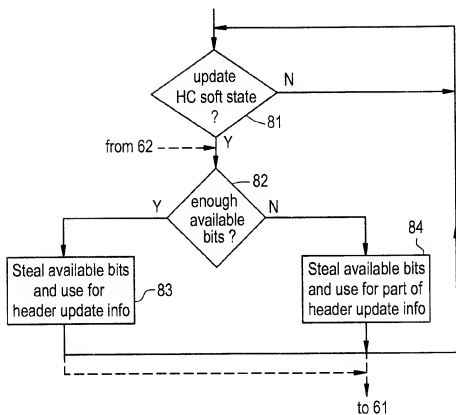 update
HC soft state
?
N
81
Y
from 62
82
enough
available
bits ?
Y
N
84
Steal available bits
and use for
header update info
83
Steal available bits
and use for part of
header update info
to 61